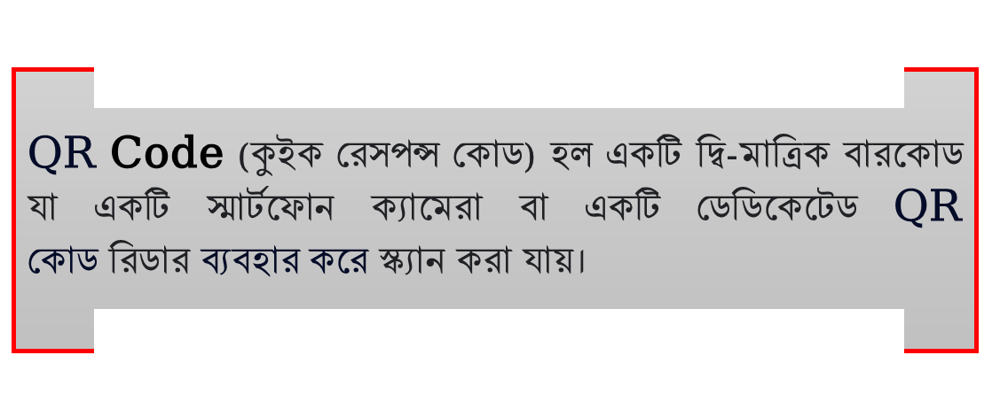 QR Code (কুইক রেসপন্স কোড) হল একটি দ্বি-মাত্রিক বারকোড
যা একটি স্মার্টফোন ক্যামেরা বা একটি ডেডিকেটেড QR
কোড রিডার ব্যবহার করে স্ক্যান করা যায়।